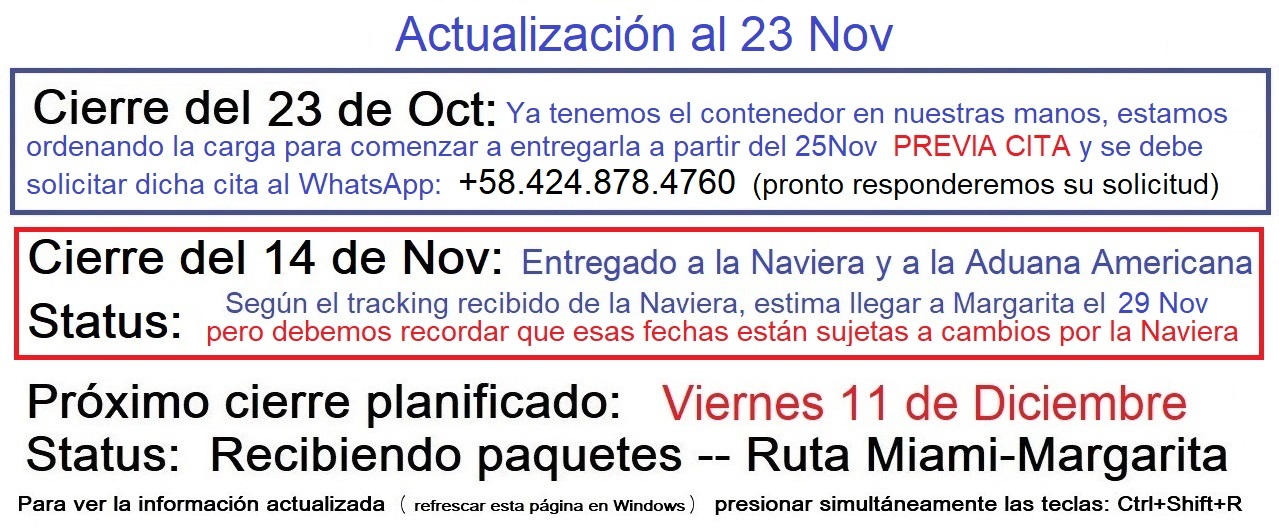 Actualización al 23 Nov
Cierre del 23 de Oct: Ya tenemos el contenedor en nuestras manos, estamos
ordenando la carga para comenzar a entregarla a partir del 25Nov PREVIA CITA y se debe
solicitar dicha cita al WhatsApp: +58.424.878.4760 (pronto responderemos su solicitud)
Cierre del 14 de Nov: Entregado a la Naviera y a la Aduana Americana
Status: Según el tracking recibido de la Naviera, estima llegar a Margarita el 29 Nov
pero debemos recordar que esas fechas están sujetas a cambios por la Naviera
Próximo cierre planificado: Viernes 11 de Diciembre
Status: Recibiendo paquetes -- Ruta Miami-Margarita
Para ver la información actualizada ( refrescar esta página en Windows ) presionar simultáneamente las teclas: Ctrl+Shift+R